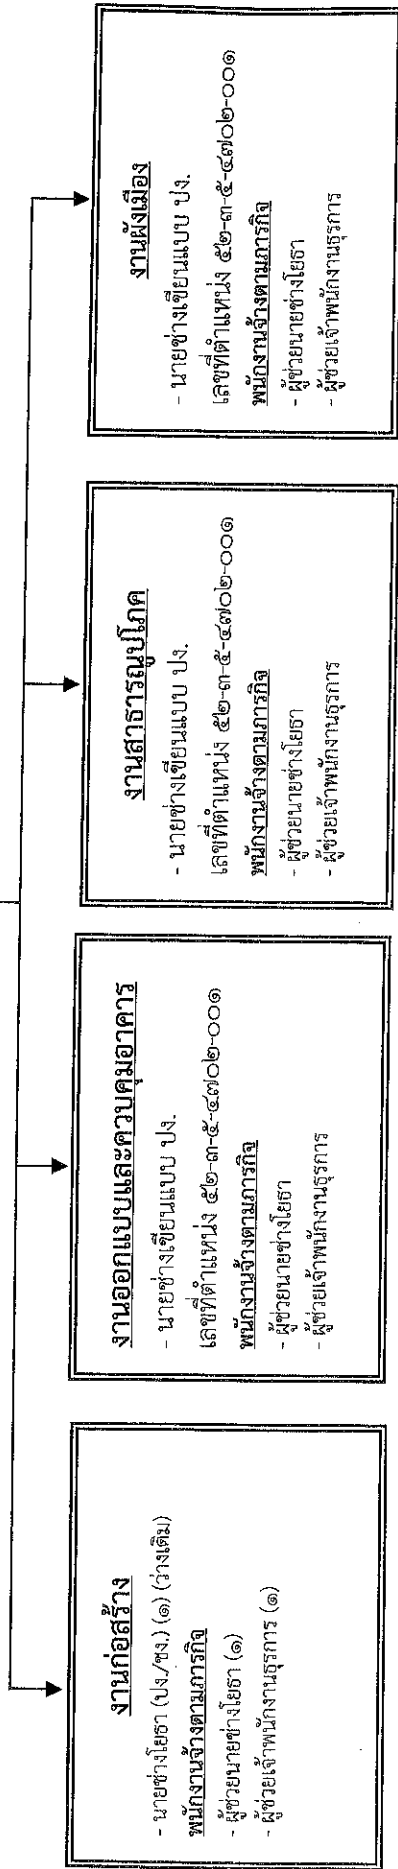 งานก่อสร้าง
- นายช่างโยธา (ปง./ชง.) (๑) (ว่างเดิม)
พนักงานจ้างตามภารกิจ
- ผู้ช่วยนายช่างโยธา (๑)
- ผู้ช่วยเจ้าพนักงานธุรการ (๑)
งานออกแบบและควบคุมอาคาร
- นายช่างเขียนแบบ ปง.
เลขที่ตำแหน่ง ๕๒-๓-๕-๔๗๐๒-๐๐๑
พนักงานจ้างตามภารกิจ
- ผู้ช่วยนายช่างโยธา
- ผู้ช่วยเจ้าพนักงานธุรการ
งานสาธารณูปโภค
- นายช่างเขียนแบบ ปง.
เลขที่ตำแหน่ง ๕๒-๓-๕-๔๗๐๒-๐๐๑
พนักงานจ้างตามภารกิจ
- ผู้ช่วยนายช่างโยธา
- ผู้ช่วยเจ้าพนักงานธุรการ
งานผังเมือง
- นายช่างเขียนแบบ ปง.
เลขที่ตำแหน่ง ๕๒-๓-๕-๔๗๐๒-๐๐๑
พนักงานจ้างตามภารกิจ
- ผู้ช่วยนายช่างโยธา
- ผู้ช่วยเจ้าพนักงานธุรการ